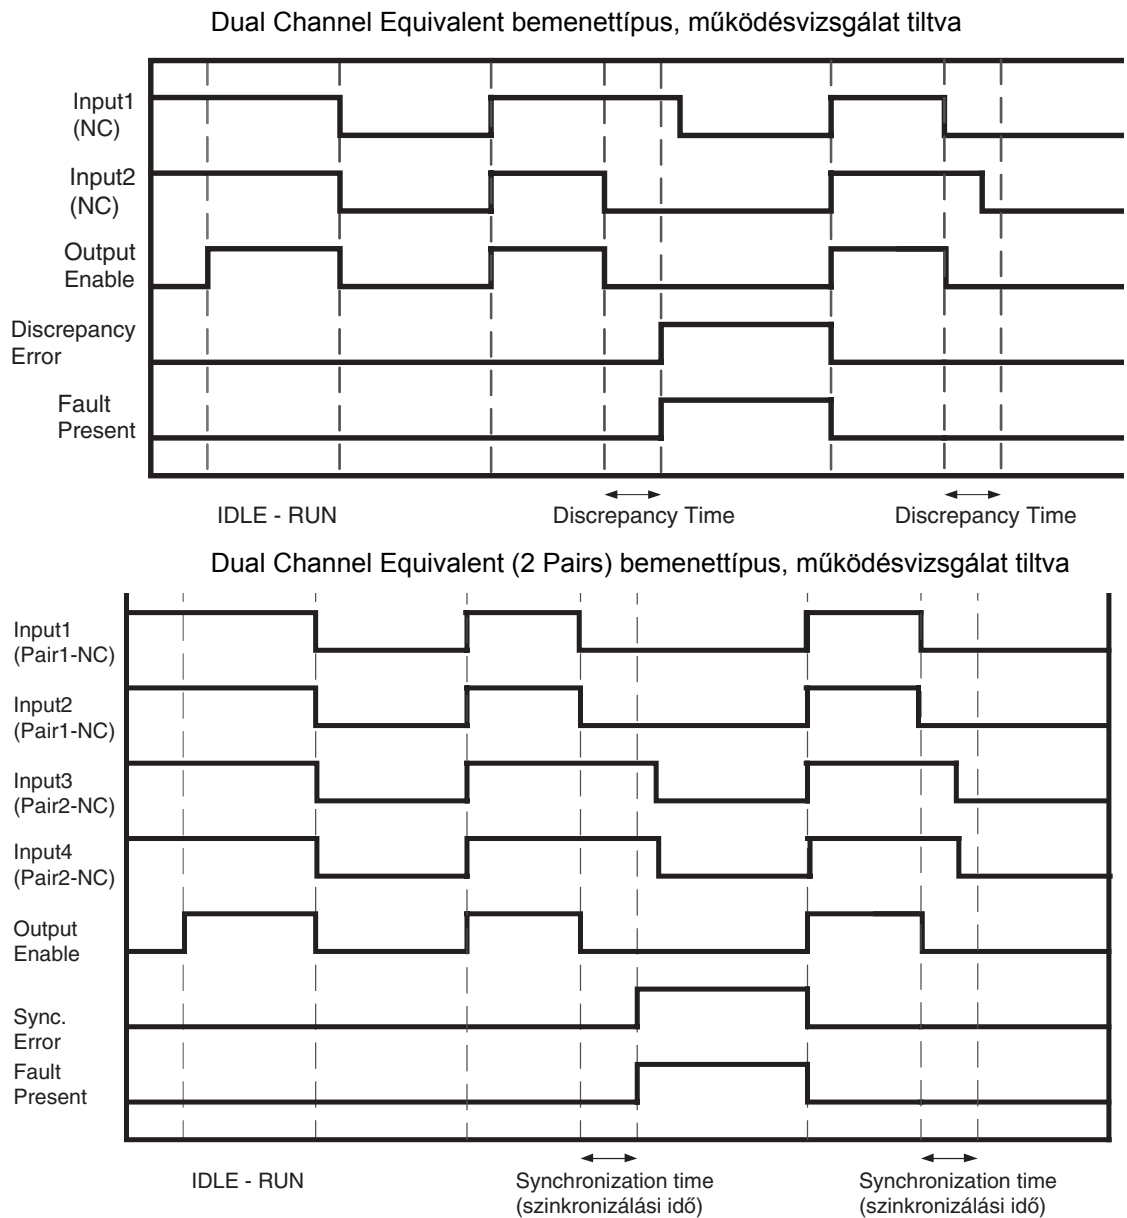 Dual Channel Equivalent bemenettípus, működésvizsgálat tiltva
Input1
(NC)
Input2
(NC)
Output
Enable
Discrepancy
Error
Fault
Present
IDLE - RUN
Discrepancy Time
Discrepancy Time
Dual Channel Equivalent (2 Pairs) bemenettípus, működésvizsgálat tiltva
Input1
(Pair1-NC)
Input2
(Pair1-NC)
Input3
(Pair2-NC)
Input4
(Pair2-NC)
Output
Enable
Sync.
Error
Fault
Present
IDLE - RUN
Synchronization time
(szinkronizálási idő)
Synchronization time
(szinkronizálási idő)